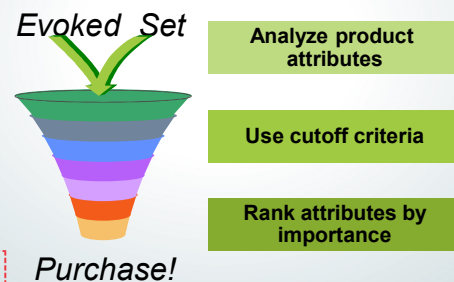 Evoked Set
Analyze product
attributes
Use cutoff criteria
Rank attributes by
importance
Purchase!